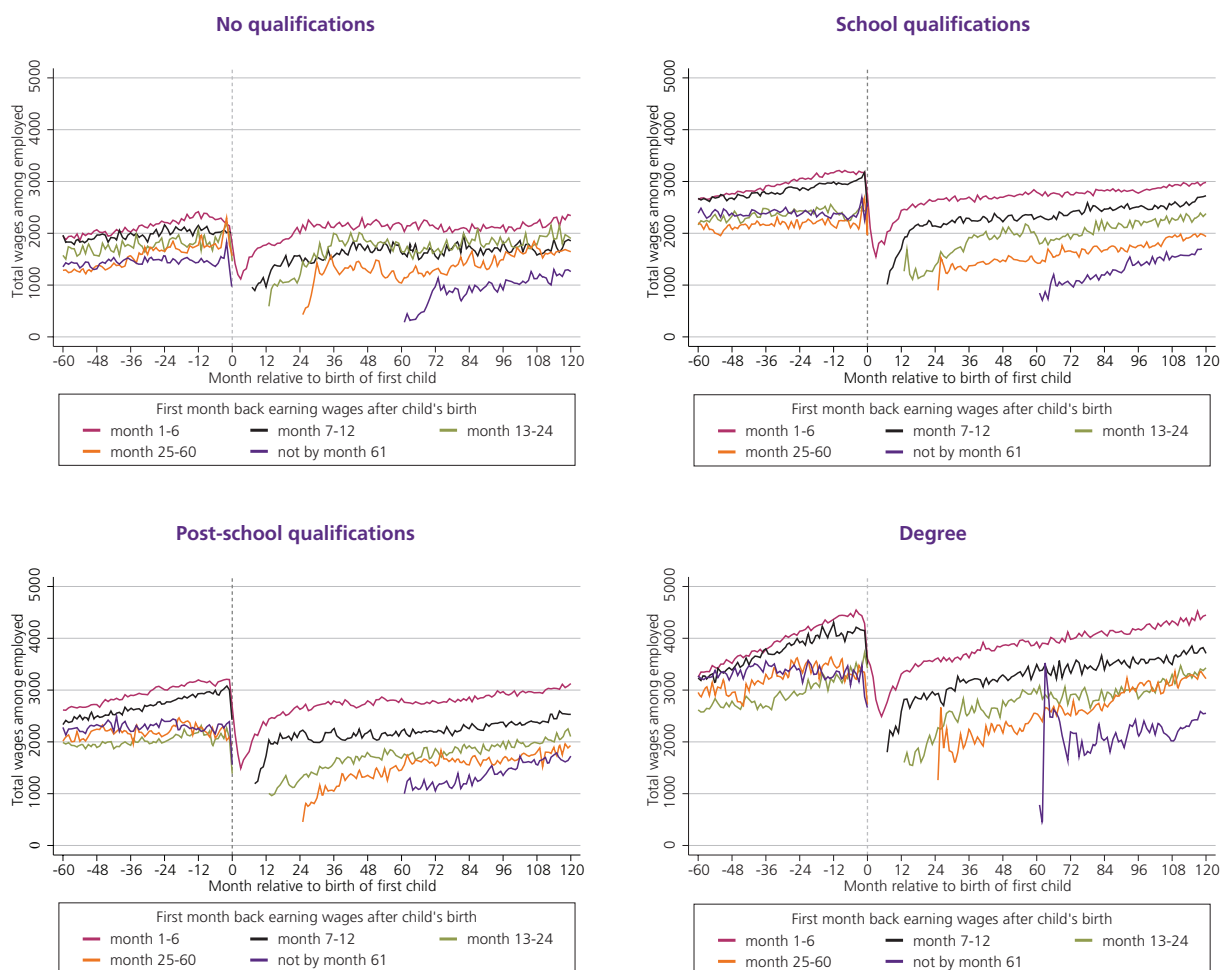 No qualifications
Total wages among employed
5000
4000
3000
2000
1000
0
-60 -48 -36 -24 -12 0 12 24 36 48 60 72 84 96 108 120
Month relative to birth of first child
First month back earning wages after child's birth
month 1-6 month 7-12 month 13-24
month 25-60 not by month 61
School qualifications
Total wages among employed
5000
4000
3000
2000
1000
0
-60 -48 -36 -24 -12 0 12 24 36 48 60 72 84 96 108 120
Month relative to birth of first child
First month back earning wages after child's birth
month 1-6 month 7-12 month 13-24
month 25-60 not by month 61
Post-school qualifications
Total wages among employed
5000
4000
3000
2000
1000
0
-60 -48 -36 -24 -12 0 12 24 36 48 60 72 84 96 108 120
Month relative to birth of first child
First month back earning wages after child's birth
month 1-6 month 7-12 month 13-24
month 25-60 not by month 61
Degree
Total wages among employed
5000
4000
3000
2000
1000
0
-60 -48 -36 -24 -12 0 12 24 36 48 60 72 84 96 108 120
Month relative to birth of first child
First month back earning wages after child's birth
month 1-6 month 7-12 month 13-24
month 25-60 not by month 61